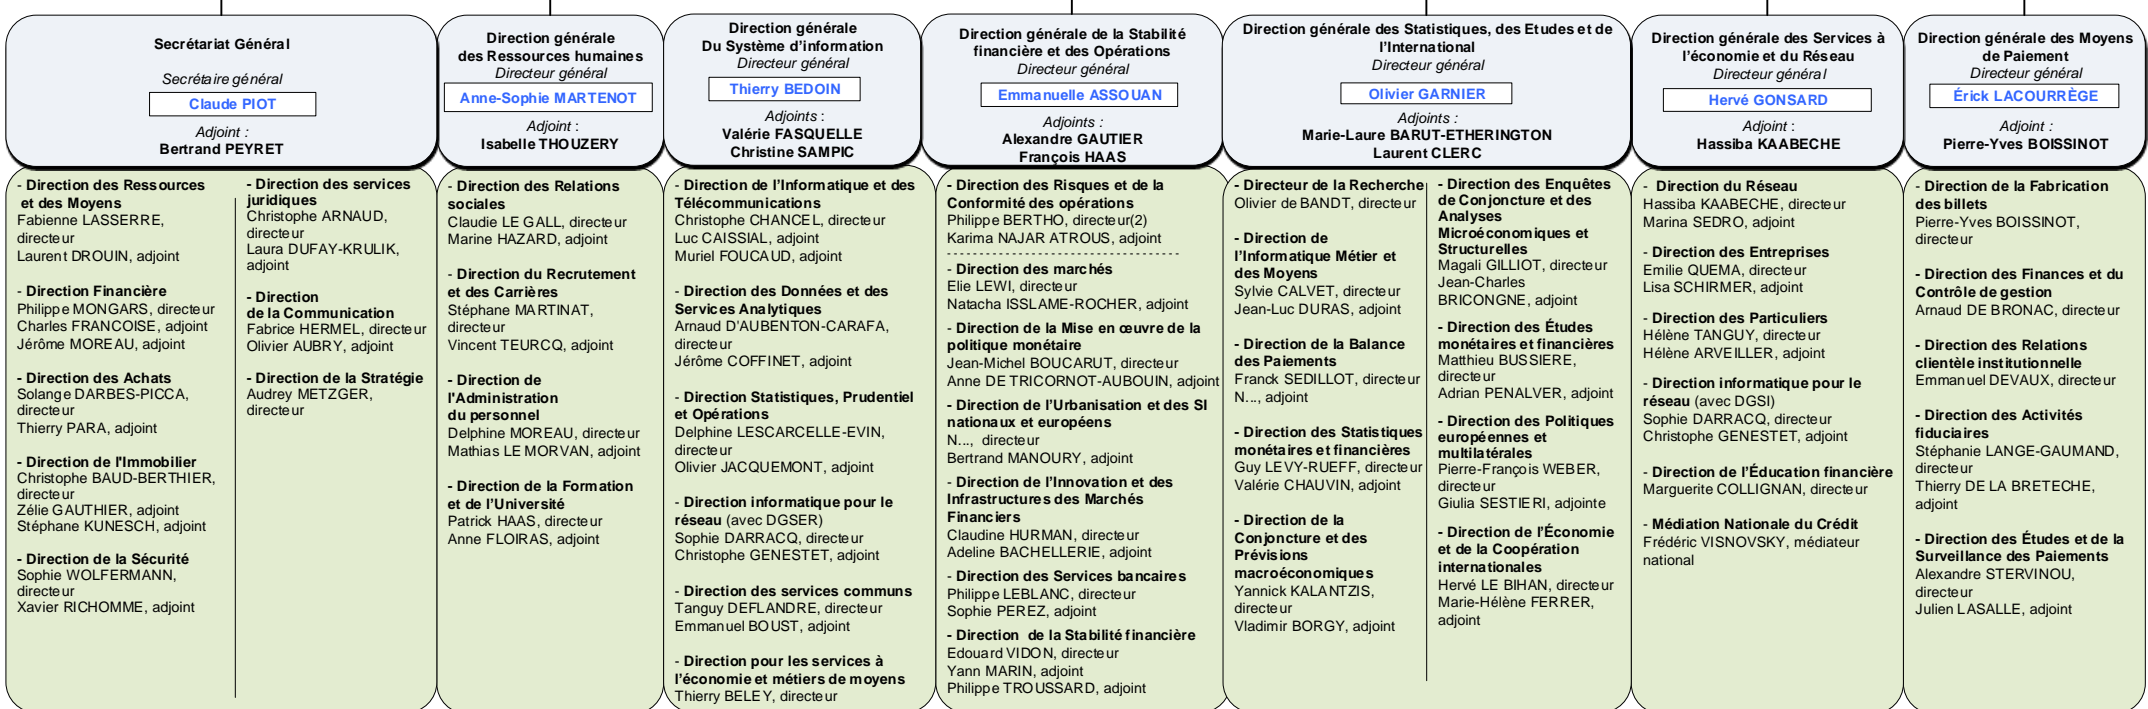 Secrétariat Général
Secrétaire général
Claude PIOT
Adjoint :
Bertrand PEYRET
- Direction des Ressources
et des Moyens
Fabienne LASSERRE,
directeur
Laurent DROUIN, adjoint
- Direction Financière
Philippe MONGARS, directeur
Charles FRANCOISE, adjoint
Jérôme MOREAU, adjoint
- Direction des Achats
Solange DARBES-PICCA,
directeur
Thierry PARA, adjoint
- Direction de l'Immobilier
Christophe BAUD-BERTHIER,
directeur
Zélie GAUTHIER, adjoint
Stéphane KUNESCH, adjoint
- Direction de la Sécurité
Sophie WOLFERMANN,
directeur
Xavier RICHOMME, adjoint
- Direction des services
juridiques
Christophe ARNAUD,
directeur
Laura DUFAY-KRULIK,
adjoint
- Direction
de la Communication
Fabrice HERMEL, directeur
Olivier AUBRY, adjoint
- Direction de la Stratégie
Audrey METZGER,
directeur
Direction générale
des Ressources humaines
Directeur général
Anne-Sophie MARTENOT
Adjoint :
Isabelle THOUZERY
- Direction des Relations
sociales
Claudie LE GALL, directeur
Marine HAZARD, adjoint
- Direction du Recrutement
et des Carrières
Stéphane MARTINAT,
directeur
Vincent TEURCQ, adjoint
- Direction de
l'Administration
du personnel
Delphine MOREAU, directeur
Mathias LE MORVAN, adjoint
- Direction de la Formation
et de l'Université
Patrick HAAS, directeur
Anne FLOIRAS, adjoint
Direction générale
Du Système d'information
Directeur général
Thierry BEDOIN
Adjoints :
Valérie FASQUELLE
Christine SAMPIC
- Direction de l'Informatique et des
Télécommunications
Christophe CHANCEL, directeur
Luc CAISSIAL, adjoint
Muriel FOUCAUD, adjoint
- Direction des Données et des
Services Analytiques
Arnaud D'AUBENTON-CARAFA,
directeur
Jérôme COFFINET, adjoint
- Direction Statistiques, Prudentiel
et Opérations
Delphine LESCARCELLE-EVIN,
directeur
Olivier JACQUEMONT, adjoint
- Direction informatique pour le
réseau (avec DGSER)
Sophie DARRACQ, directeur
Christophe GENESTET, adjoint
- Direction des services communs
Tanguy DEFLANDRE, directeur
Emmanuel BOUST, adjoint
- Direction pour les services à
l'économie et métiers de moyens
Thierry BELEY, directeur
Direction générale de la Stabilité
financière et des Opérations
Directeur général
Emmanuelle ASSOUAN
Adjoints :
Alexandre GAUTIER
François HAAS
- Direction des Risques et de la
Conformité des opérations
Philippe BERTHO, directeur(2)
Karima NAJAR ATROUS, adjoint
- Direction des marchés
Elie LEWI, directeur
Natacha ISSLAME-ROCHER, adjoint
- Direction de la Mise en œuvre de la
politique monétaire
Jean-Michel BOUCARUT, directeur
Anne DE TRICORNOT-AUBOUIN, adjoint
- Direction de l'Urbanisation et des SI
nationaux et européens
N..., directeur
Bertrand MANOURY, adjoint
- Direction de l'Innovation et des
Infrastructures des Marchés
Financiers
Claudine HURMAN, directeur
Adeline BACHELLERIE, adjoint
- Direction des Services bancaires
Philippe LEBLANC, directeur
Sophie PEREZ, adjoint
- Direction de la Stabilité financière
Edouard VIDON, directeur
Yann MARIN, adjoint
Philippe TROUSSARD, adjoint
Direction générale des Statistiques, des Etudes et de
l'International
Directeur général
Olivier GARNIER
Adjoints :
Marie-Laure BARUT-ETHERINGTON
Laurent CLERC
- Directeur de la Recherche
Olivier de BANDT, directeur
- Direction de
l'Informatique Métier et
des Moyens
Sylvie CALVET, directeur
Jean-Luc DURAS, adjoint
- Direction de la Balance
des Paiements
Franck SEDILLOT, directeur
N..., adjoint
- Direction des Statistiques
monétaires et financières
Guy LEVY-RUEFF, directeur
Valérie CHAUVIN, adjoint
- Direction de la
Conjoncture et des
Prévisions
macroéconomiques
Yannick KALANTZIS,
directeur
Vladimir BORGY, adjoint
- Direction des Enquêtes
de Conjoncture et des
Analyses
Microéconomiques et
Structurelles
Magali GILLIOT, directeur
Jean-Charles
BRICONGNE, adjoint
- Direction des Études
monétaires et financières
Matthieu BUSSIERE,
directeur
Adrian PENALVER, adjoint
- Direction des Politiques
européennes et
multilatérales
Pierre-François WEBER,
directeur
Giulia SESTIERI, adjointe
- Direction de l'Économie
et de la Coopération
internationales
Hervé LE BIHAN, directeur
Marie-Hélène FERRER,
adjoint
Direction générale des Services à
l'économie et du Réseau
Directeur général
Hervé GONSARD
Adjoint :
Hassiba KAABECHE
- Direction du Réseau
Hassiba KAABECHE, directeur
Marina SEDRO, adjoint
- Direction des Entreprises
Emilie QUEMA, directeur
Lisa SCHIRMER, adjoint
- Direction des Particuliers
Hélène TANGUY, directeur
Hélène ARVEILLER, adjoint
- Direction informatique pour le
réseau (avec DGSI)
Sophie DARRACQ, directeur
Christophe GENESTET, adjoint
- Direction de l'Éducation financière
Marguerite COLLIGNAN, directeur
- Médiation Nationale du Crédit
Frédéric VISNOVSKY, médiateur
national
Direction générale des Moyens
de Paiement
Directeur général
Érick LACOURRÈGE
Adjoint :
Pierre-Yves BOISSINOT
- Direction de la Fabrication
des billets
Pierre-Yves BOISSINOT,
directeur
- Direction des Finances et du
Contrôle de gestion
Arnaud DE BRONAC, directeur
- Direction des Relations
clientèle institutionnelle
Emmanuel DEVAUX, directeur
- Direction des Activités
fiduciaires
Stéphanie LANGE-GAUMAND,
directeur
Thierry DE LA BRETECHE,
adjoint
- Direction des Études et de la
Surveillance des Paiements
Alexandre STERVINOU,
directeur
Julien LASALLE, adjoint